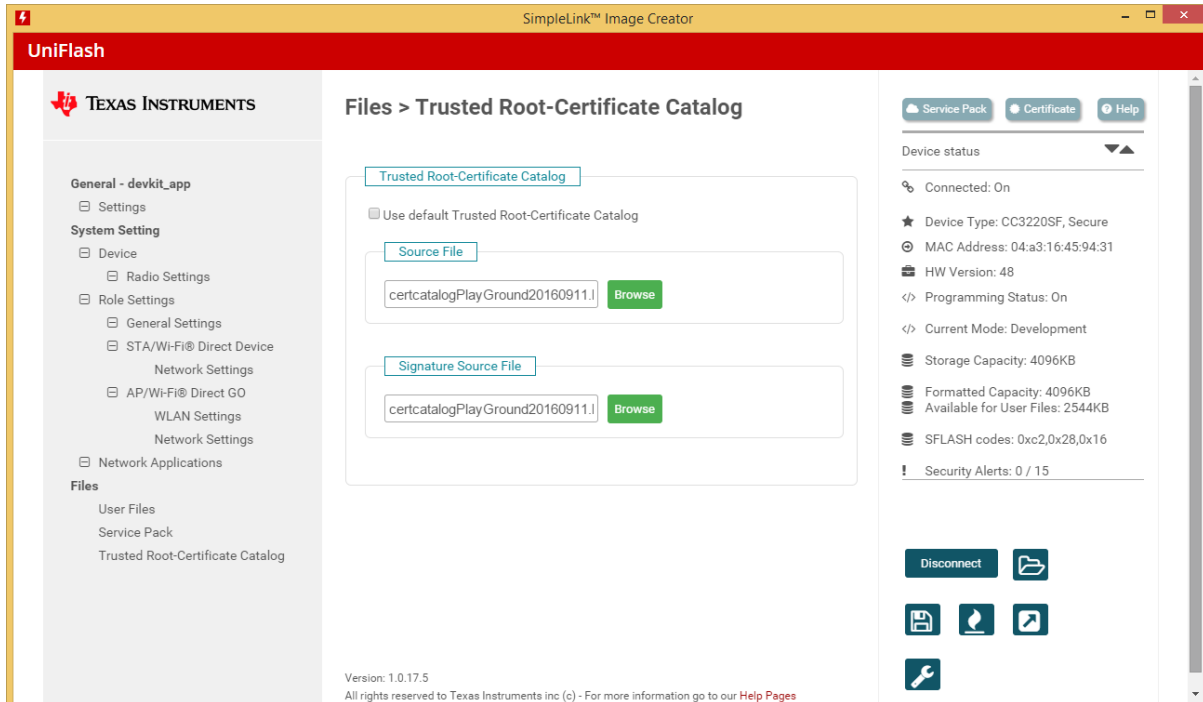 SimpleLink™ Image Creator
UniFlash
TEXAS INSTRUMENTS
General - devkit_app
Settings
System Setting
Device
Radio Settings
Role Settings
General Settings
STA/Wi-Fi® Direct Device
Network Settings
AP/Wi-Fi® Direct GO
WLAN Settings
Network Settings
Network Applications
Files
User Files
Service Pack
Trusted Root-Certificate Catalog
Files > Trusted Root-Certificate Catalog
Trusted Root-Certificate Catalog
Use default Trusted Root-Certificate Catalog
Source File
certcatalogPlayGround20160911.l
Browse
Signature Source File
certcatalogPlayGround20160911.l
Browse
Version: 1.0.17.5
All rights reserved to Texas Instruments inc (c) - For more information go to our Help Pages
Service Pack Certificate Help
Device status
Connected: On
Device Type: CC3220SF, Secure
MAC Address: 04:a3:16:45:94:31
HW Version: 48
Programming Status: On
Current Mode: Development
Storage Capacity: 4096KB
Formatted Capacity: 4096KB
Available for User Files: 2544KB
SFLASH codes: 0xc2,0x28,0x16
Security Alerts: 0 / 15
Disconnect